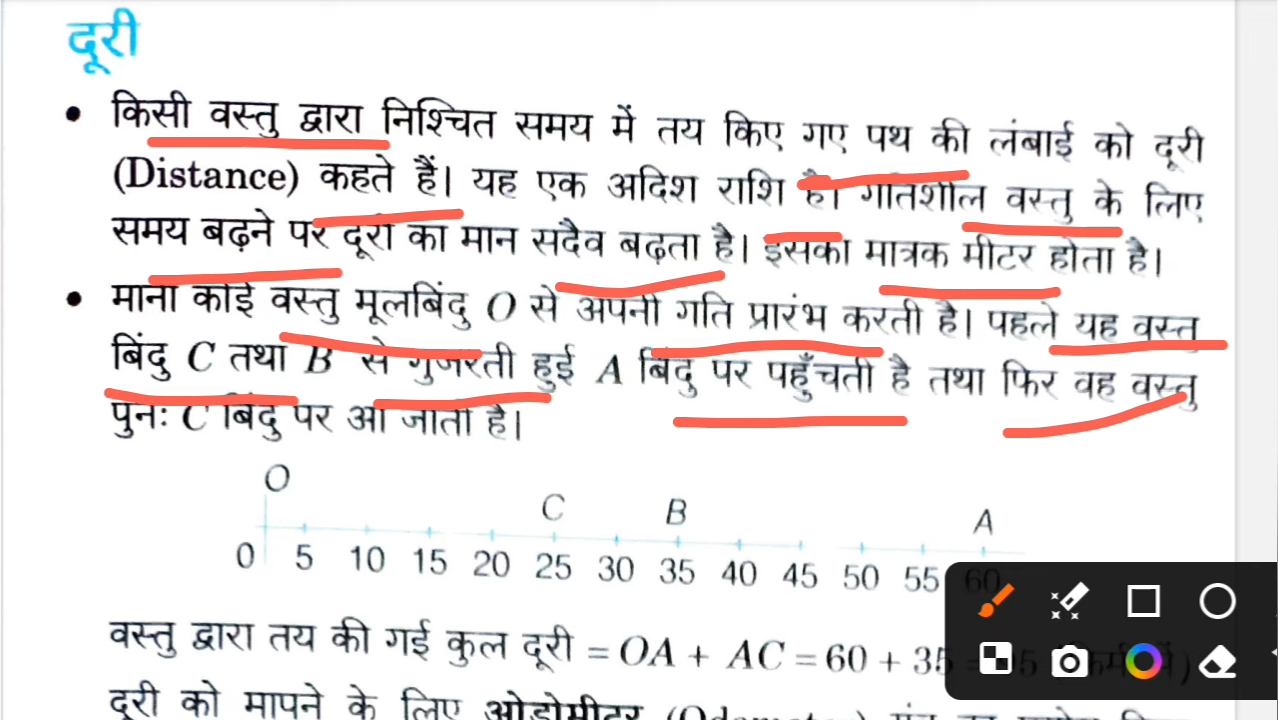 दूरी
• किसी वस्तु द्वारा निश्चित समय में तय किए गए पथ की लंबाई को दूरी
(Distance) कहते हैं। यह एक अदिश राशि है। गतिशील वस्तु के लिए
समय बढ़ने पर दूरी का मान सदैव बढ़ता है। इसका मात्रक मीटर होता है।
• माना कोई वस्तु मूलबिंदु O से अपनी गति प्रारंभ करती है। पहले यह वस्तु
बिंदु C तथा B से गुजरती हुई A बिंदु पर पहुँचती है तथा फिर वह वस्तु
पुनः C बिंदु पर आ जाती है।
O C B A
0 5 10 15 20 25 30 35 40 45 50 55 60
वस्तु द्वारा तय की गई कुल दूरी = OA + AC = 60 + 35
दूरी को मापने के लिए ओडोमीटर